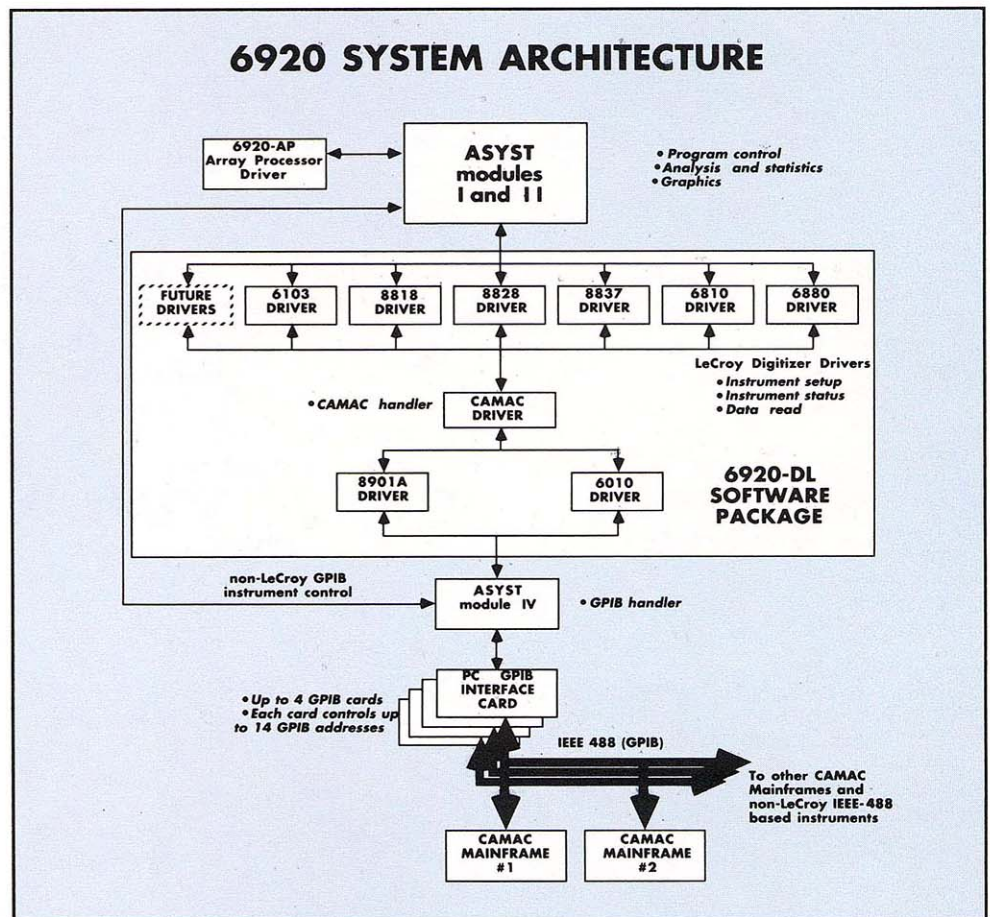 6920 SYSTEM ARCHITECTURE
6920-AP
Array Processor
Driver
ASYST
modules
I and II
• Program control
• Analysis and statistics
• Graphics
FUTURE
DRIVERS
6103
DRIVER
8818
DRIVER
8828
DRIVER
8837
DRIVER
6810
DRIVER
6880
DRIVER
LeCroy Digitizer Drivers
• Instrument setup
• Instrument status
• Data read
• CAMAC handler
CAMAC
DRIVER
8901A
DRIVER
6010
DRIVER
6920-DL
SOFTWARE
PACKAGE
non-LeCroy GPIB
instrument control
ASYST
module IV
• GPIB handler
PC GPIB
INTERFACE
CARD
• Up to 4 GPIB cards
• Each card controls up
to 14 GPIB addresses
IEEE 488 (GPIB)
To other CAMAC
Mainframes and
non-LeCroy IEEE-488
based instruments
CAMAC
MAINFRAME
#1
CAMAC
MAINFRAME
#2